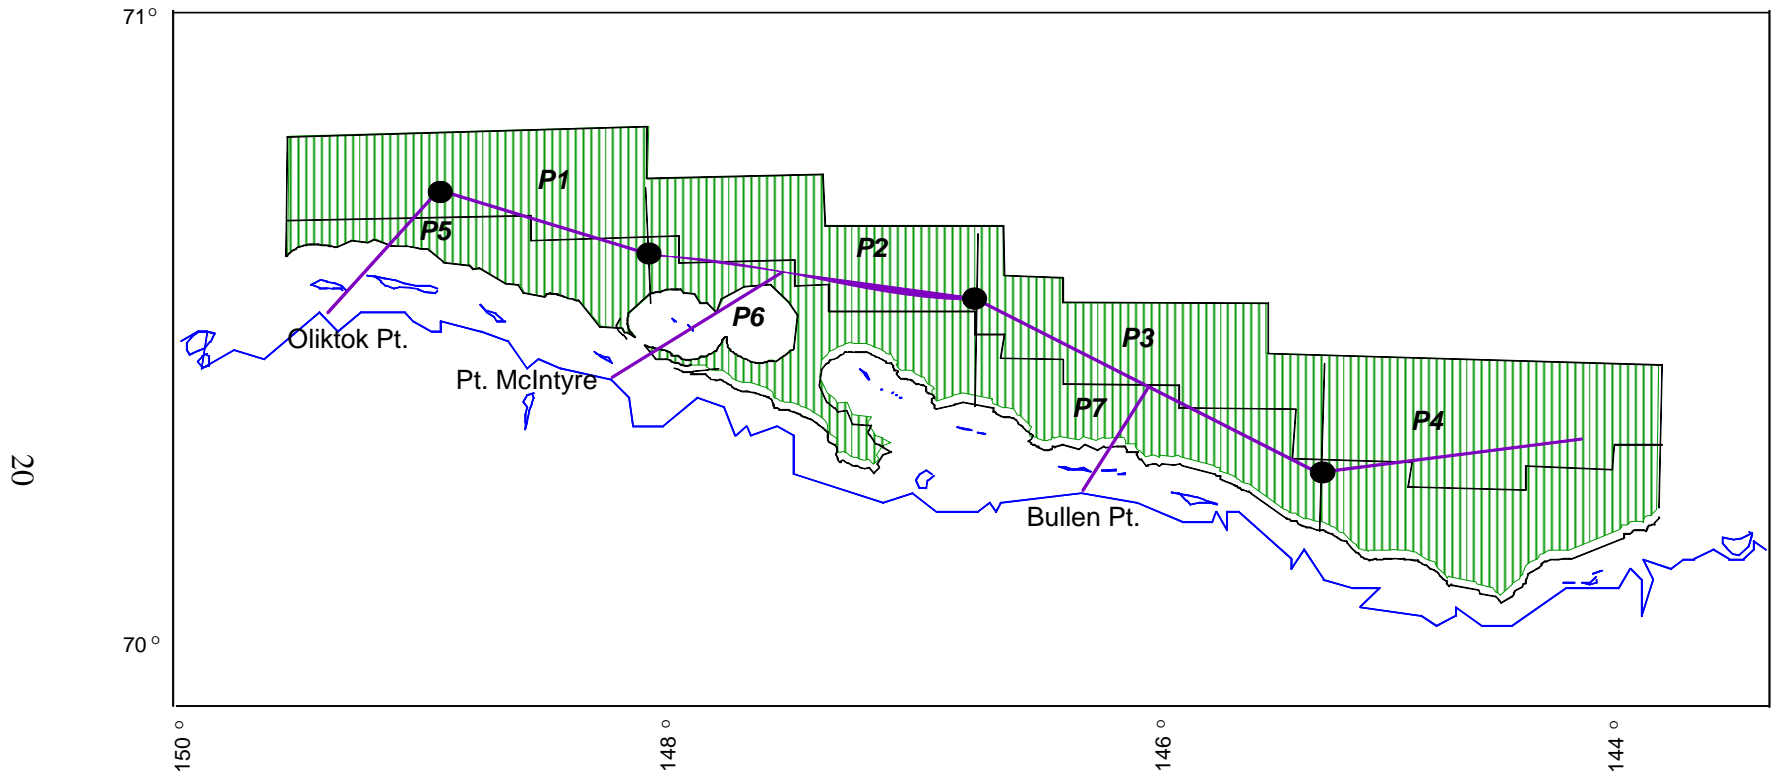 71°
P1
P5
P2
P6
P3
Oliktok Pt.
Pt. McIntyre
P7
P4
20
Bullen Pt.
70°
150°
148°
146°
144°